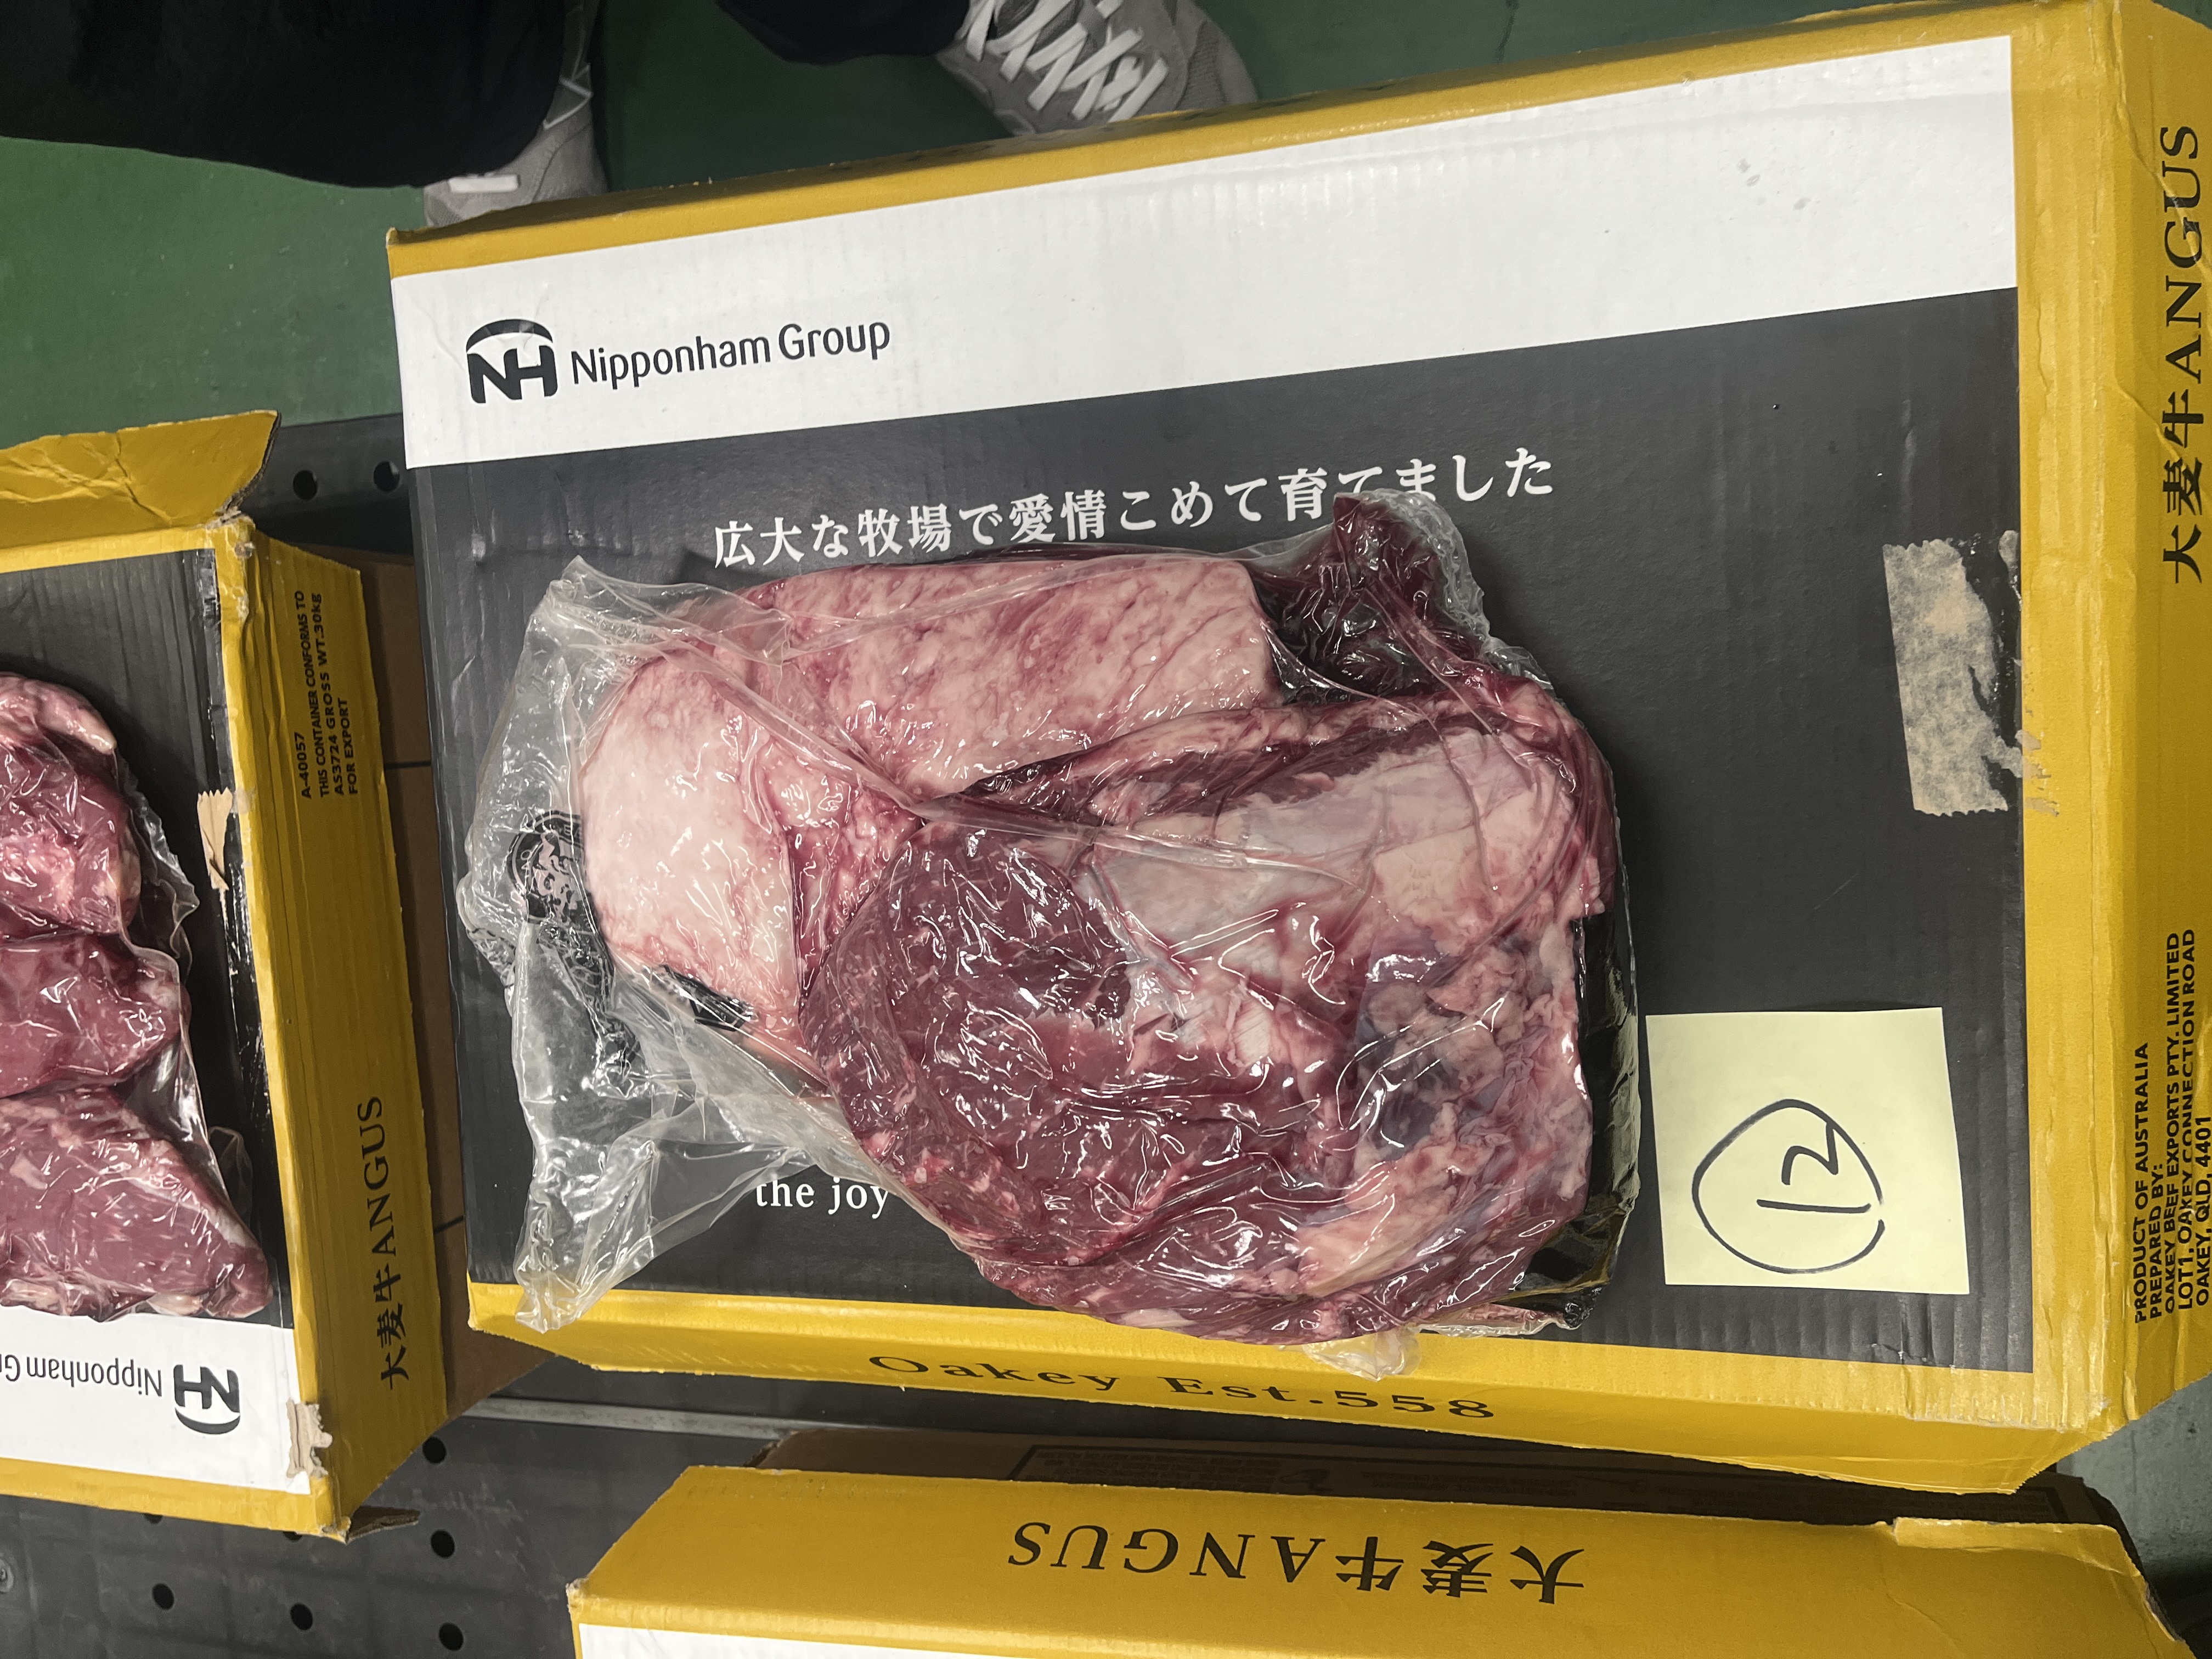 Nipponham Gr
NH
A-40057
THIS CONTAINER CONFORMS TO
AS3724 GROSS WT.30kg
FOR EXPORT
大麦牛ANGUS
NH Nipponham Group
the joy
広大な牧場で愛情こめて育てました
Oakey Est.558
大麦牛ANGUS
12
PRODUCT OF AUSTRALIA
PREPARED BY:
OAKEY BEEF EXPORTS PTY. LIMITED
LOT1, OAKEY CONNECTION ROAD
OAKEY, QLD, 4401
大麦牛ANGUS